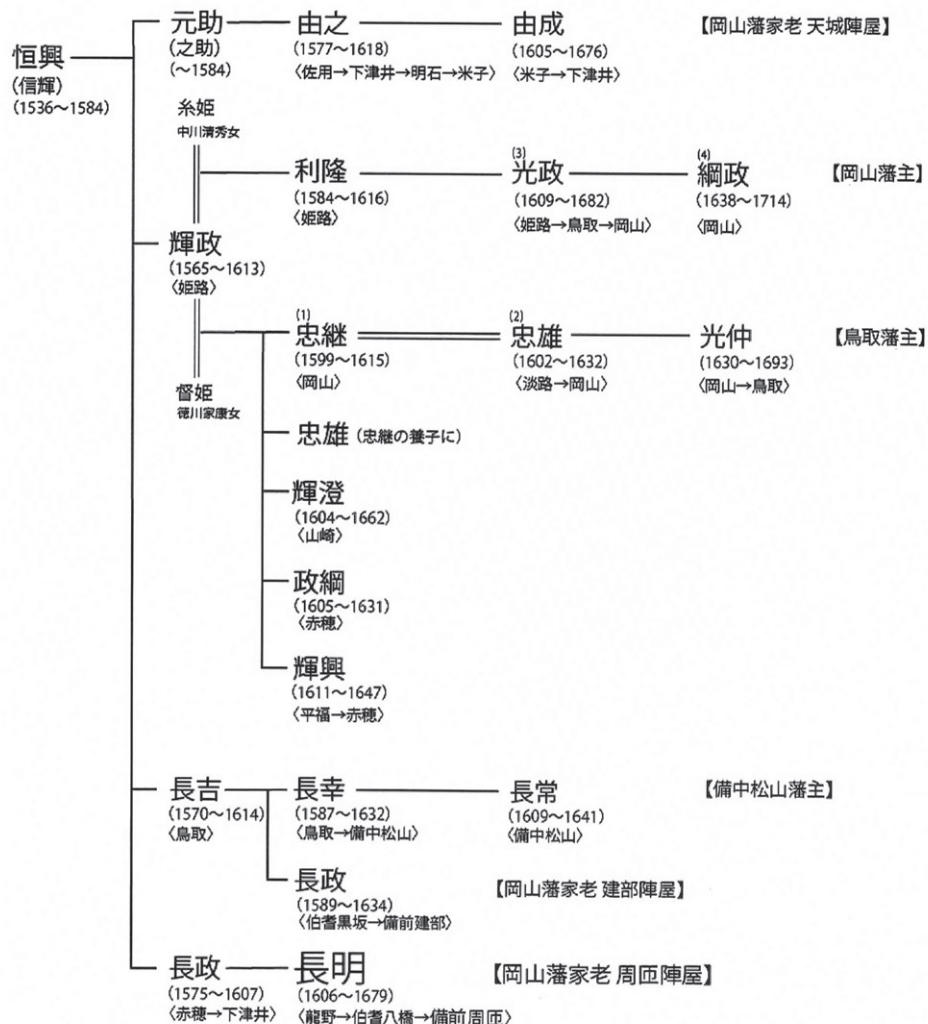 恒興
(信輝)
(1536～1584)
元助
(之助)
(～1584)
由之
(1577～1618)
〈佐用→下津井→明石→米子〉
由成
(1605～1676)
〈米子→下津井〉
【岡山藩家老 天城陣屋】
糸姫
中川清秀女
利隆
(1584～1616)
〈姫路〉
(3)
光政
(1609～1682)
〈姫路→鳥取→岡山〉
(4)
綱政
(1638～1714)
〈岡山〉
【岡山藩主】
輝政
(1565～1613)
〈姫路〉
(1)
忠継
(1599～1615)
〈岡山〉
(2)
忠雄
(1602～1632)
〈淡路→岡山〉
光仲
(1630～1693)
〈岡山→鳥取〉
【鳥取藩主】
督姫
徳川家康女
忠雄 (忠継の養子に)
輝澄
(1604～1662)
〈山崎〉
政綱
(1605～1631)
〈赤穂〉
輝興
(1611～1647)
〈平福→赤穂〉
長吉
(1570～1614)
〈鳥取〉
長幸
(1587～1632)
〈鳥取→備中松山〉
長常
(1609～1641)
〈備中松山〉
【備中松山藩主】
長政
(1589～1634)
〈伯耆黒坂→備前建部〉
【岡山藩家老 建部陣屋】
長政
(1575～1607)
〈赤穂→下津井〉
長明
(1606～1679)
〈龍野→伯耆八橋→備前周匝〉
【岡山藩家老 周匝陣屋】